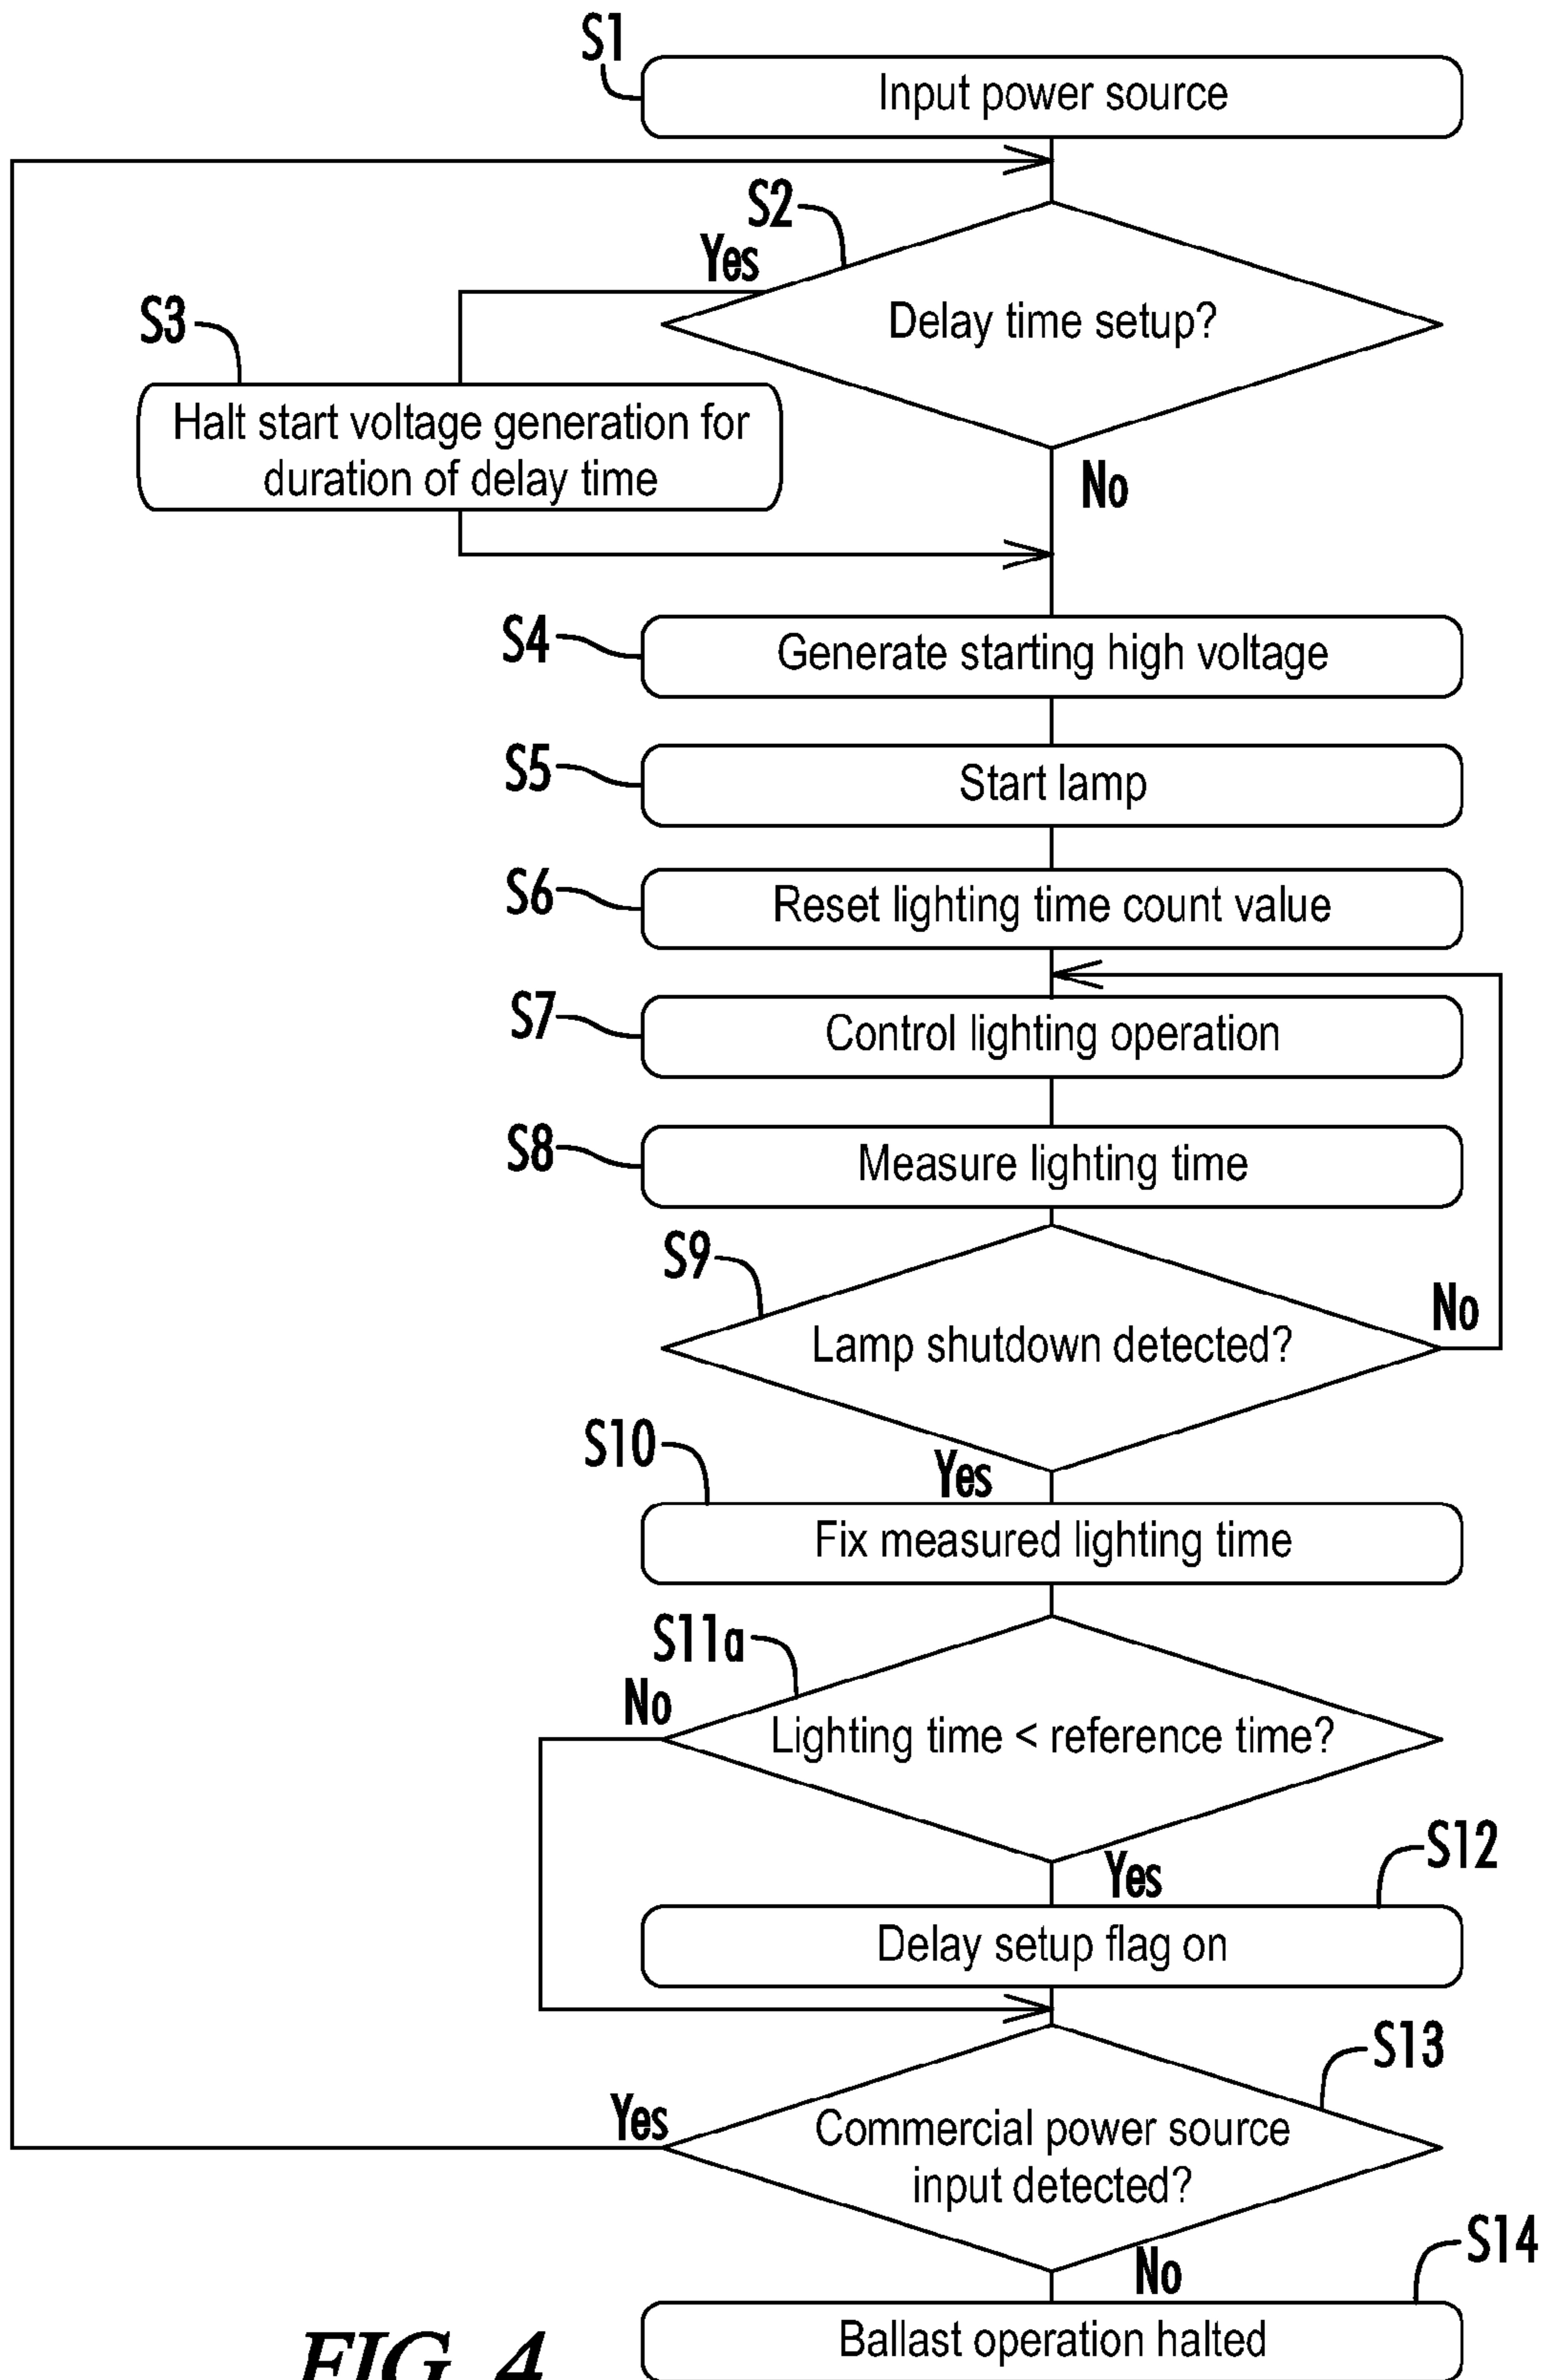 S1
Input power source
S2
Yes
Delay time setup?
S3
Halt start voltage generation for
duration of delay time
No
S4
Generate starting high voltage
S5
Start lamp
S6
Reset lighting time count value
S7
Control lighting operation
S8
Measure lighting time
S9
No
Lamp shutdown detected?
S10
Yes
Fix measured lighting time
S11a
No
Lighting time < reference time?
S12
Yes
Delay setup flag on
S13
Yes
Commercial power source
input detected?
S14
No
Ballast operation halted
FIG. 4